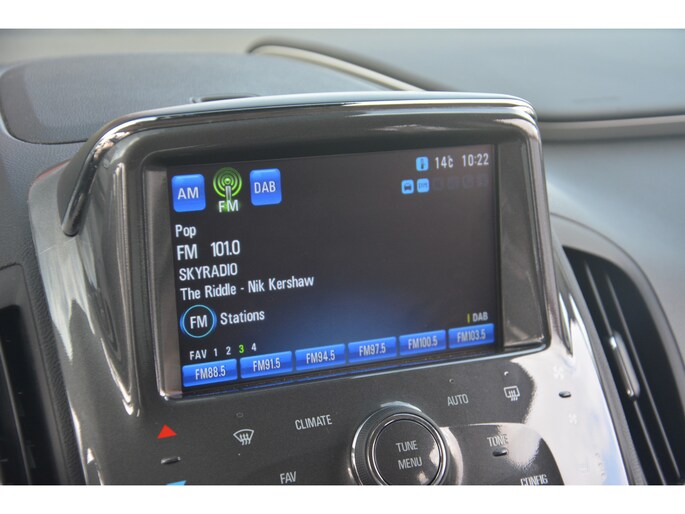 14°c 10:22
AM FM DAB
Pop
FM 101.0
SKYRADIO
The Riddle - Nik Kershaw
FM Stations
DAB
FAV 1 2 3 4
FM88.5 FM91.5 FM94.5 FM97.5 FM100.5 FM103.5
CLIMATE AUTO
TUNE
MENU
TONE
FAV
CONFIG